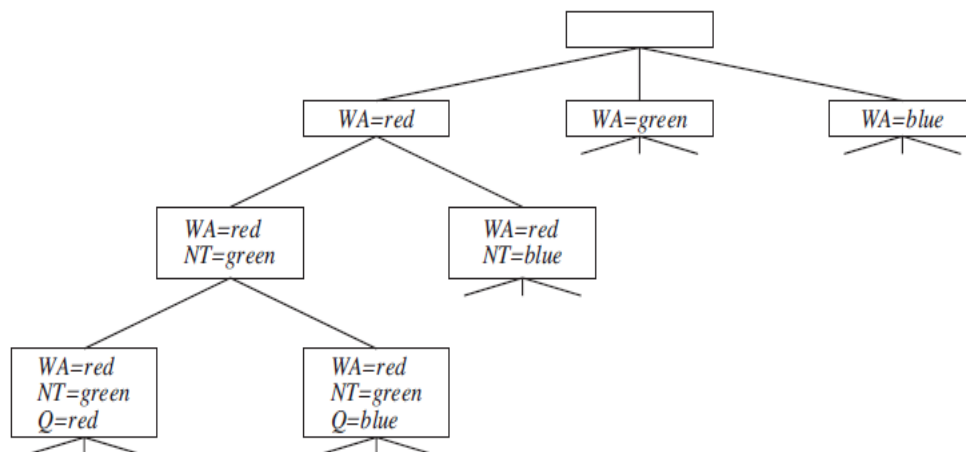 WA=red
WA=green
WA=blue
WA=red
NT=green
WA=red
NT=blue
WA=red
NT=green
Q=red
WA=red
NT=green
Q=blue